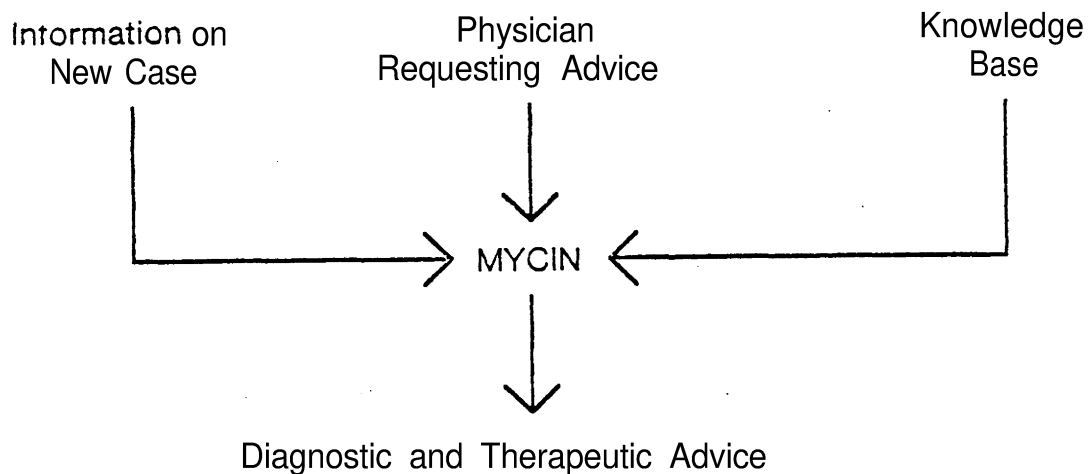 Information on
New Case
Physician
Requesting Advice
Knowledge
Base
MYCIN
Diagnostic and Therapeutic Advice